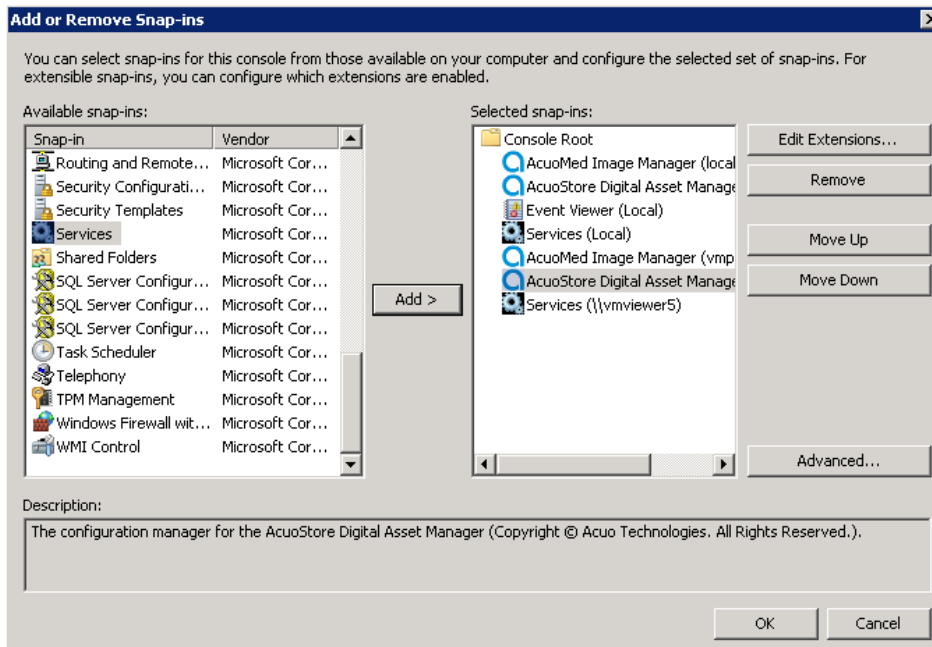 Add or Remove Snap-ins
You can select snap-ins for this console from those available on your computer and configure the selected set of snap-ins. For
extensible snap-ins, you can configure which extensions are enabled.
Available snap-ins:
Snap-in Vendor
Routing and Remote... Microsoft Cor...
Security Configurati... Microsoft Cor...
Security Templates Microsoft Cor...
Services Microsoft Cor...
Shared Folders Microsoft Cor...
SQL Server Configur... Microsoft Cor...
SQL Server Configur... Microsoft Cor...
SQL Server Configur... Microsoft Cor...
Task Scheduler Microsoft Cor...
Telephony Microsoft Cor...
TPM Management Microsoft Cor...
Windows Firewall wit... Microsoft Cor...
WMI Control Microsoft Cor...
Add >
Selected snap-ins:
Console Root
AcuoMed Image Manager (local
AcuoStore Digital Asset Manage
Event Viewer (Local)
Services (Local)
AcuoMed Image Manager (vmp
AcuoStore Digital Asset Manage
Services (\\vmviewer5)
Edit Extensions...
Remove
Move Up
Move Down
Advanced...
Description:
The configuration manager for the AcuoStore Digital Asset Manager (Copyright © Acuo Technologies. All Rights Reserved.).
OK
Cancel